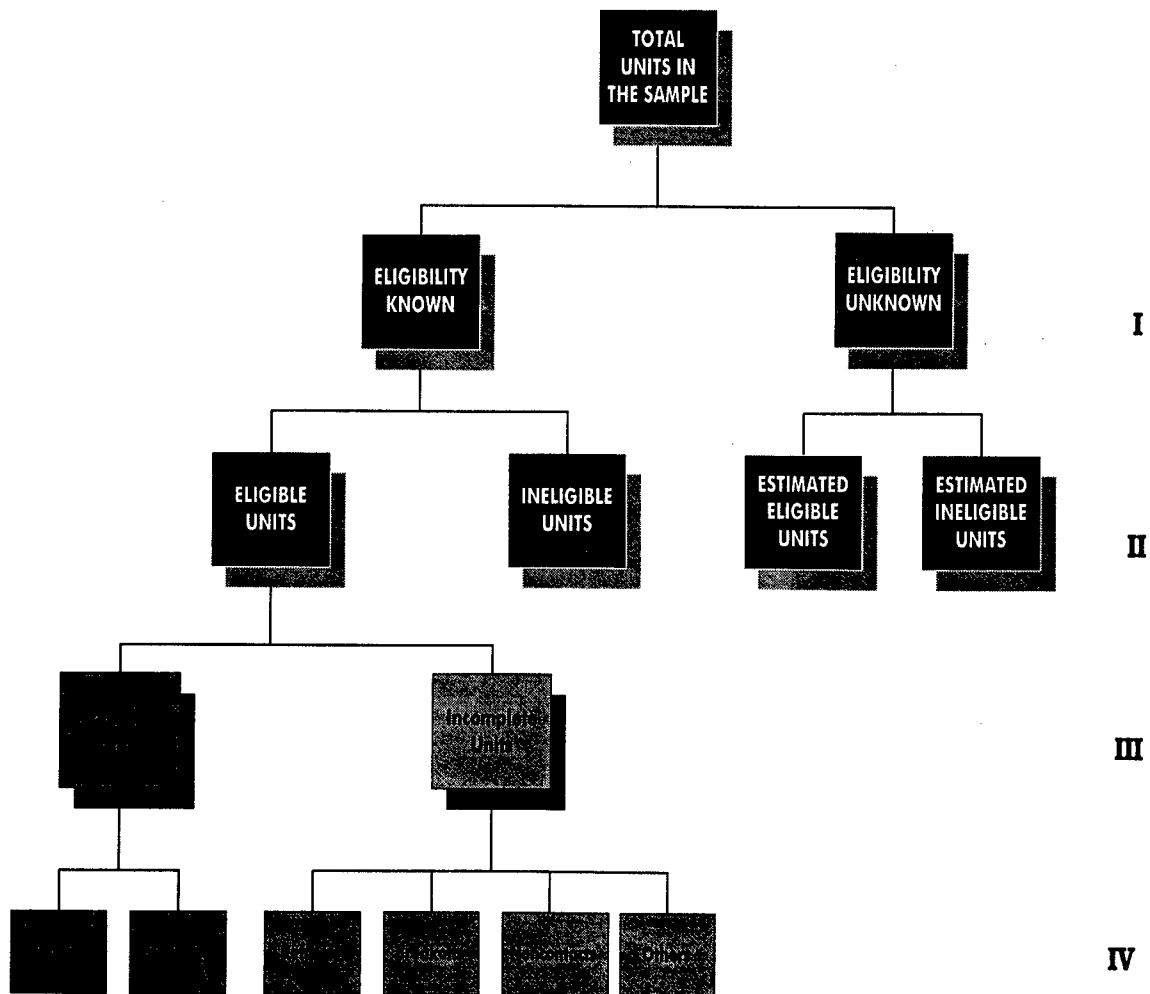 TOTAL
UNITS IN
THE SAMPLE
ELIGIBILITY
KNOWN
ELIGIBILITY
UNKNOWN
I
ELIGIBLE
UNITS
INELIGIBLE
UNITS
ESTIMATED
ELIGIBLE
UNITS
ESTIMATED
INELIGIBLE
UNITS
II
Incomplete
Units
III
Others
IV